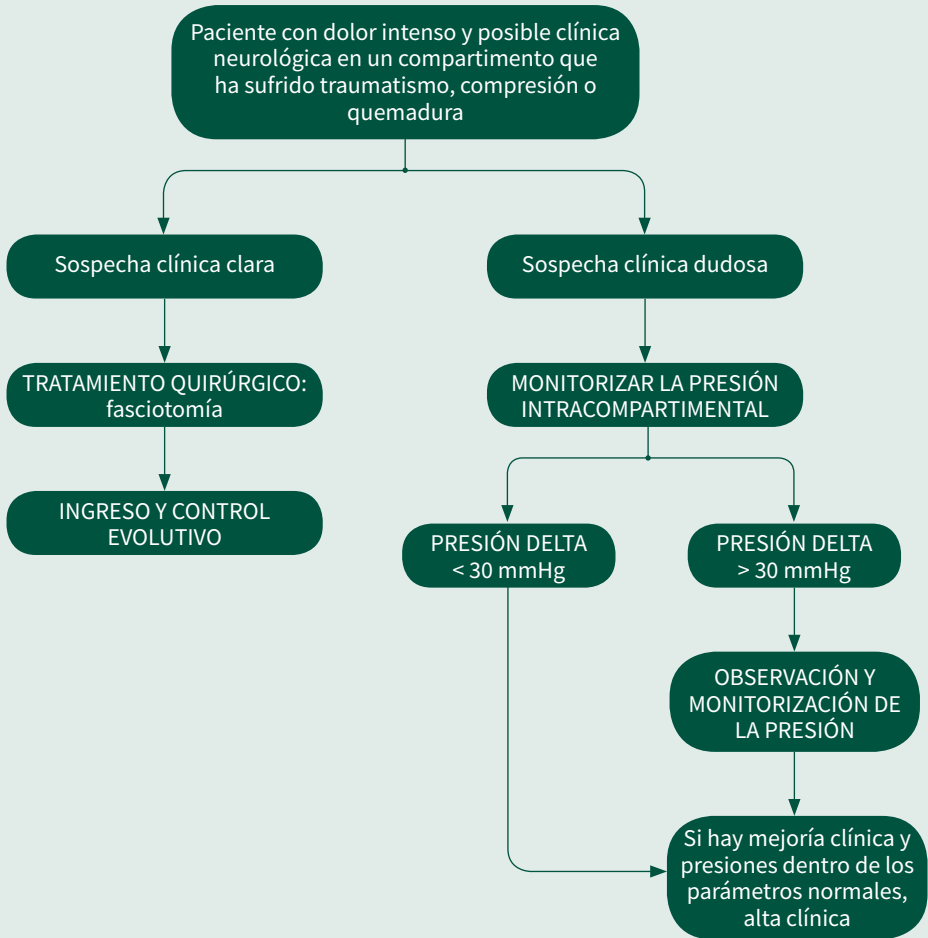 Paciente con dolor intenso y posible clínica
neurológica en un compartimento que
ha sufrido traumatismo, compresión o
quemadura
Sospecha clínica clara
Sospecha clínica dudosa
TRATAMIENTO QUIRÚRGICO:
fasciotomía
MONITORIZAR LA PRESIÓN
INTRACOMPARTIMENTAL
INGRESO Y CONTROL
EVOLUTIVO
PRESIÓN DELTA
< 30 mmHg
PRESIÓN DELTA
> 30 mmHg
OBSERVACIÓN Y
MONITORIZACIÓN DE
LA PRESIÓN
Si hay mejoría clínica y
presiones dentro de los
parámetros normales,
alta clínica